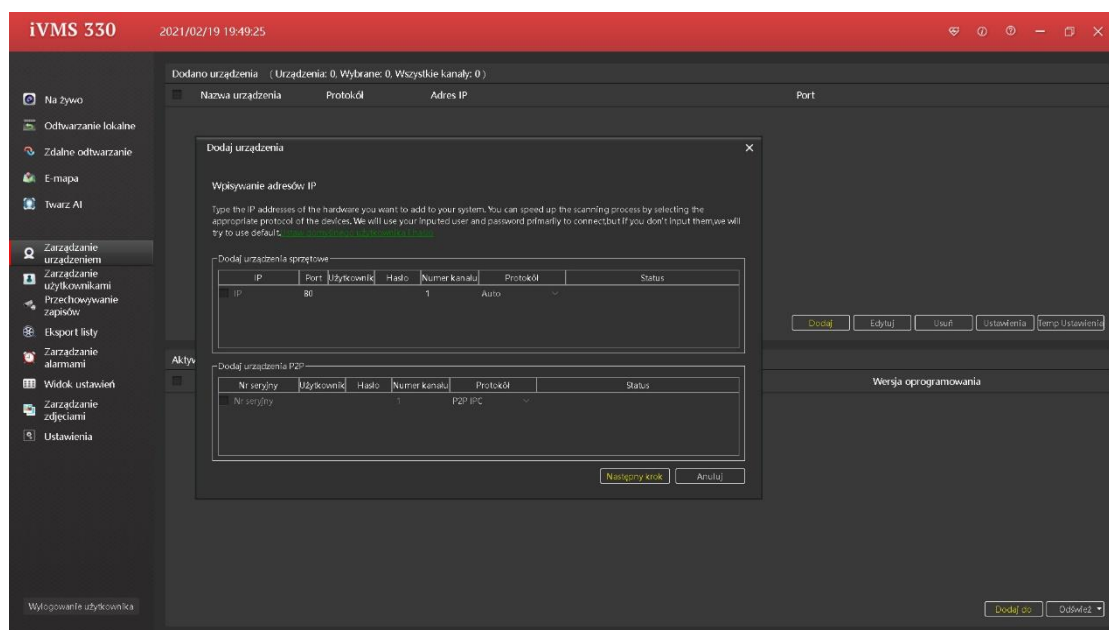 iVMS 330
2021/02/19 19:49:25
Na żywo
Odtwarzanie lokalne
Zdalne odtwarzanie
E-mapa
Twarz AI
Zarządzanie
urządzeniem
Zarządzanie
użytkownikami
Przechowywanie
zapisów
Eksport listy
Zarządzanie
alarmami
Widok ustawień
Zarządzanie
zdjęciami
Ustawienia
Wylogowanie użytkownika
Dodano urządzenia ( Urządzenia: 0, Wybrane: 0, Wszystkie kanały: 0 )
Nazwa urządzenia Protokół Adres IP Port
Dodaj urządzenia
Wpisywanie adresów IP
Type the IP addresses of the hardware you want to add to your system. You can speed up the scanning process by selecting the
appropriate protocol of the devices. We will use your inputed user and password primarily to connect,but if you don't input them,we will
try to use default.
Dodaj urządzenia sprzętowe
IP Port Użytkownik Hasło Numer kanału Protokół Status
IP 80 1 Auto
Dodaj Edytuj Usuń Ustawienia Temp Ustawienia
Aktyw
Dodaj urządzenia P2P
Nr seryjny Użytkownik Hasło Numer kanału Protokół Status
Nr seryjny 1 P2P IPC
Wersja oprogramowania
Następny krok Anuluj
Dodaj do Odśwież